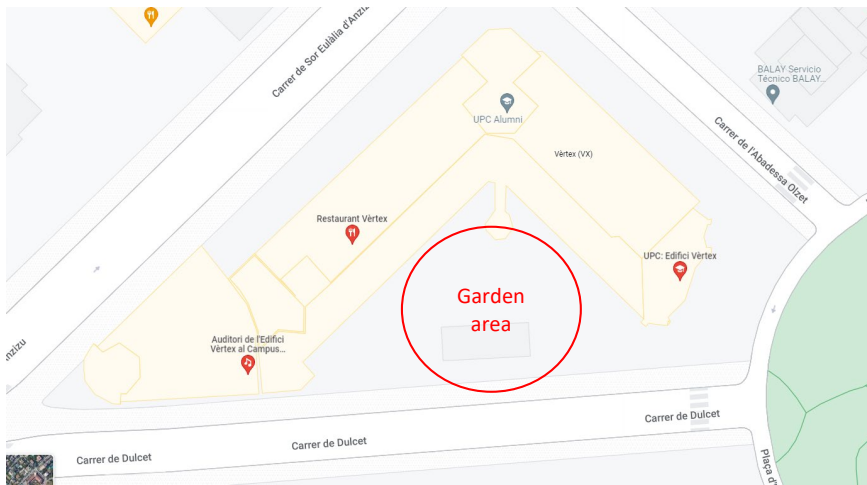 Carrer de Sor Eulàlia d'Anziz
BALAY Servicio
Técnico BALAY...
UPC Alumni
Carrer de l'Abadessa Olzet
Vèrtex (VX)
Restaurant Vèrtex
UPC: Edifici Vèrtex
Garden
area
Auditori de l'Edifici
Vèrtex al Campus...
nzizu
Carrer de Dulcet
Carrer de Dulcet
Carrer de Dulcet
Plaça d'